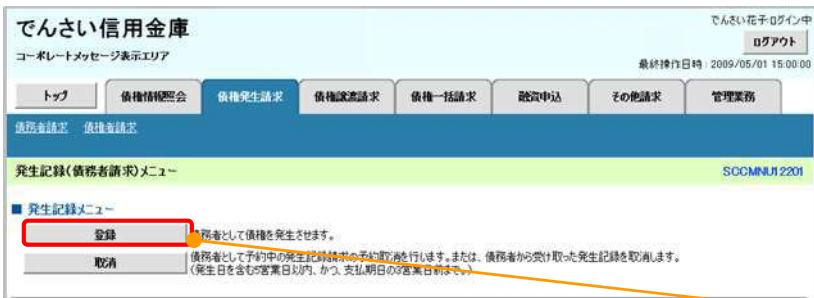 でんさい信用金庫
でんさい花子ログイン中
コーポレートメッセージ表示エリア
ログアウト
最終操作日時:2009/05/01 15:00:00
トップ 債権情報照会 債権発生請求 債権譲渡請求 債権一括請求 融資申込 その他請求 管理業務
債務者請求 債権者請求
発生記録(債務者請求)メニュー
SCCMNU12201
■ 発生記録メニュー
登録 債務者として債権を発生させます。
取消 債務者として予約中の発生記録請求の予約取消を行します。または、債務者から受け取った発生記録を取消します。
(発生日を含む5営業日以内、かつ、支払期日の3営業日前まで。)